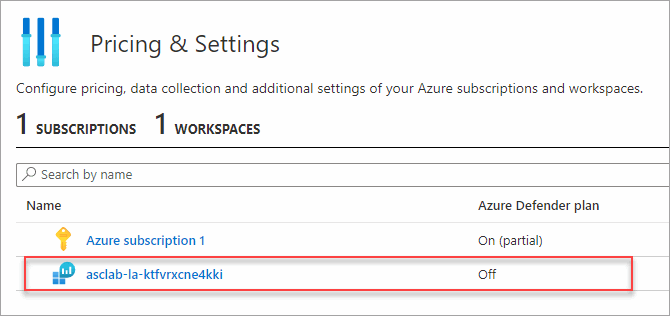 Pricing & Settings
Configure pricing, data collection and additional settings of your Azure subscriptions and workspaces.
1 SUBSCRIPTIONS 1 WORKSPACES
Search by name
Name Azure Defender plan
Azure subscription 1 On (partial)
asclab-la-ktfvrxcne4kki Off